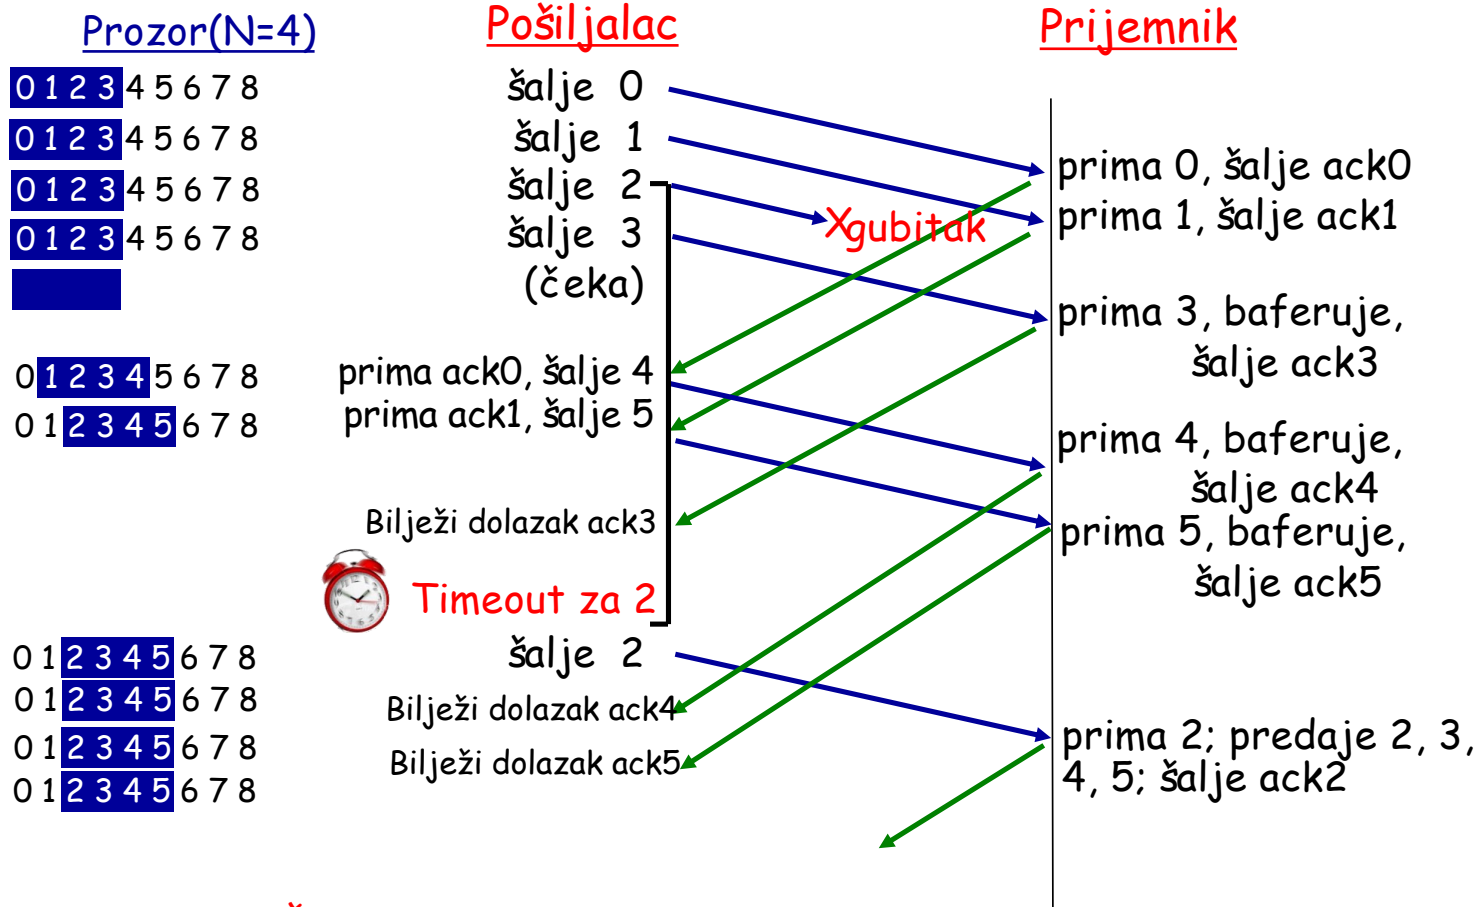 Prozor(N=4)
Pošiljalac
Prijemnik
0 1 2 3 4 5 6 7 8
šalje 0
0 1 2 3 4 5 6 7 8
šalje 1
prima 0, šalje ack0
0 1 2 3 4 5 6 7 8
šalje 2
prima 1, šalje ack1
Xgubitak
0 1 2 3 4 5 6 7 8
šalje 3
(čeka)
prima 3, baferuje,
šalje ack3
0 1 2 3 4 5 6 7 8
prima ack0, šalje 4
0 1 2 3 4 5 6 7 8
prima ack1, šalje 5
prima 4, baferuje,
šalje ack4
Bilježi dolazak ack3
prima 5, baferuje,
šalje ack5
Timeout za 2
0 1 2 3 4 5 6 7 8
šalje 2
0 1 2 3 4 5 6 7 8
Bilježi dolazak ack4
0 1 2 3 4 5 6 7 8
Bilježi dolazak ack5
prima 2; predaje 2, 3,
4, 5; šalje ack2
0 1 2 3 4 5 6 7 8